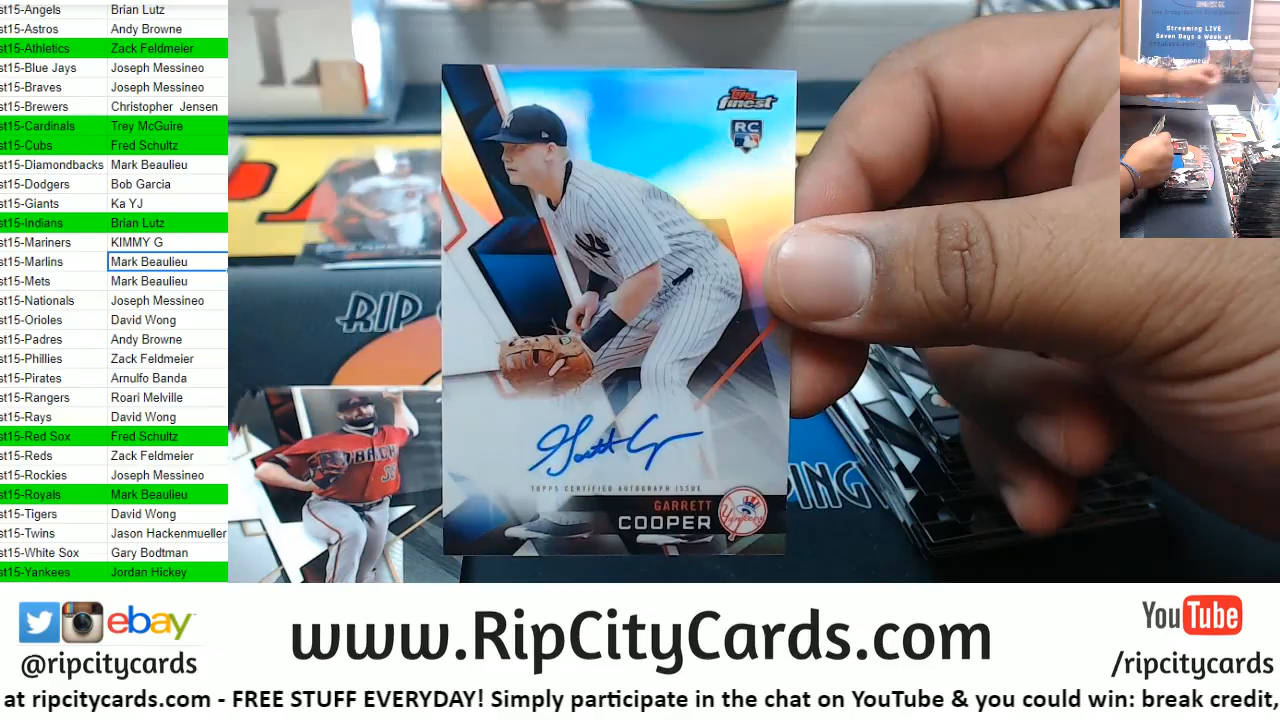 st15-Angels Brian Lutz
st15-Astros Andy Browne
st15-Athletics Zack Feldmeier
st15-Blue Jays Joseph Messineo
st15-Braves Joseph Messineo
st15-Brewers Christopher Jensen
st15-Cardinals Trey McGuire
st15-Cubs Fred Schultz
st15-Diamondbacks Mark Beaulieu
st15-Dodgers Bob Garcia
st15-Giants Ka YJ
st15-Indians Brian Lutz
st15-Mariners KIMMY G
st15-Marlins Mark Beaulieu
st15-Mets Mark Beaulieu
st15-Nationals Joseph Messineo
st15-Orioles David Wong
st15-Padres Andy Browne
st15-Phillies Zack Feldmeier
st15-Pirates Arnulfo Banda
st15-Rangers Roari Melville
st15-Rays David Wong
st15-Red Sox Fred Schultz
st15-Reds Zack Feldmeier
st15-Rockies Joseph Messineo
st15-Royals Mark Beaulieu
st15-Tigers David Wong
st15-Twins Jason Hackenmueller
st15-White Sox Gary Bodtman
st15-Yankees Jordan Hickey
Topps
finest
RC
TOPPS CERTIFIED AUTOGRAPH ISSUE
GARRETT
COOPER
Yankees
RIP
PING
Streaming LIVE
Seven Days a Week at
ebay
@ripcitycards
www.RipCityCards.com
YouTube
/ripcitycards
at ripcitycards.com - FREE STUFF EVERYDAY! Simply participate in the chat on YouTube & you could win: break credit,